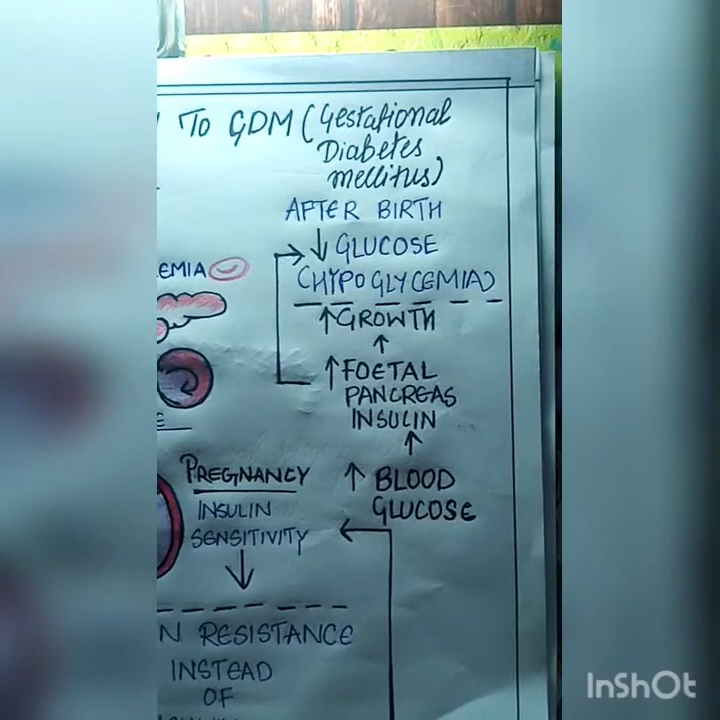 TO GDM (Gestational
Diabetes
mellitus)
AFTER BIRTH
↓ GLUCOSE
(HYPOGLYCEMIA)
EMIA
↑GROWTH
↑
↑FOETAL
PANCREAS
INSULIN
↑
E
PREGNANCY
↑ BLOOD
GLUCOSE
INSULIN
SENSITIVITY
↓
N RESISTANCE
INSTEAD
OF
InShOt